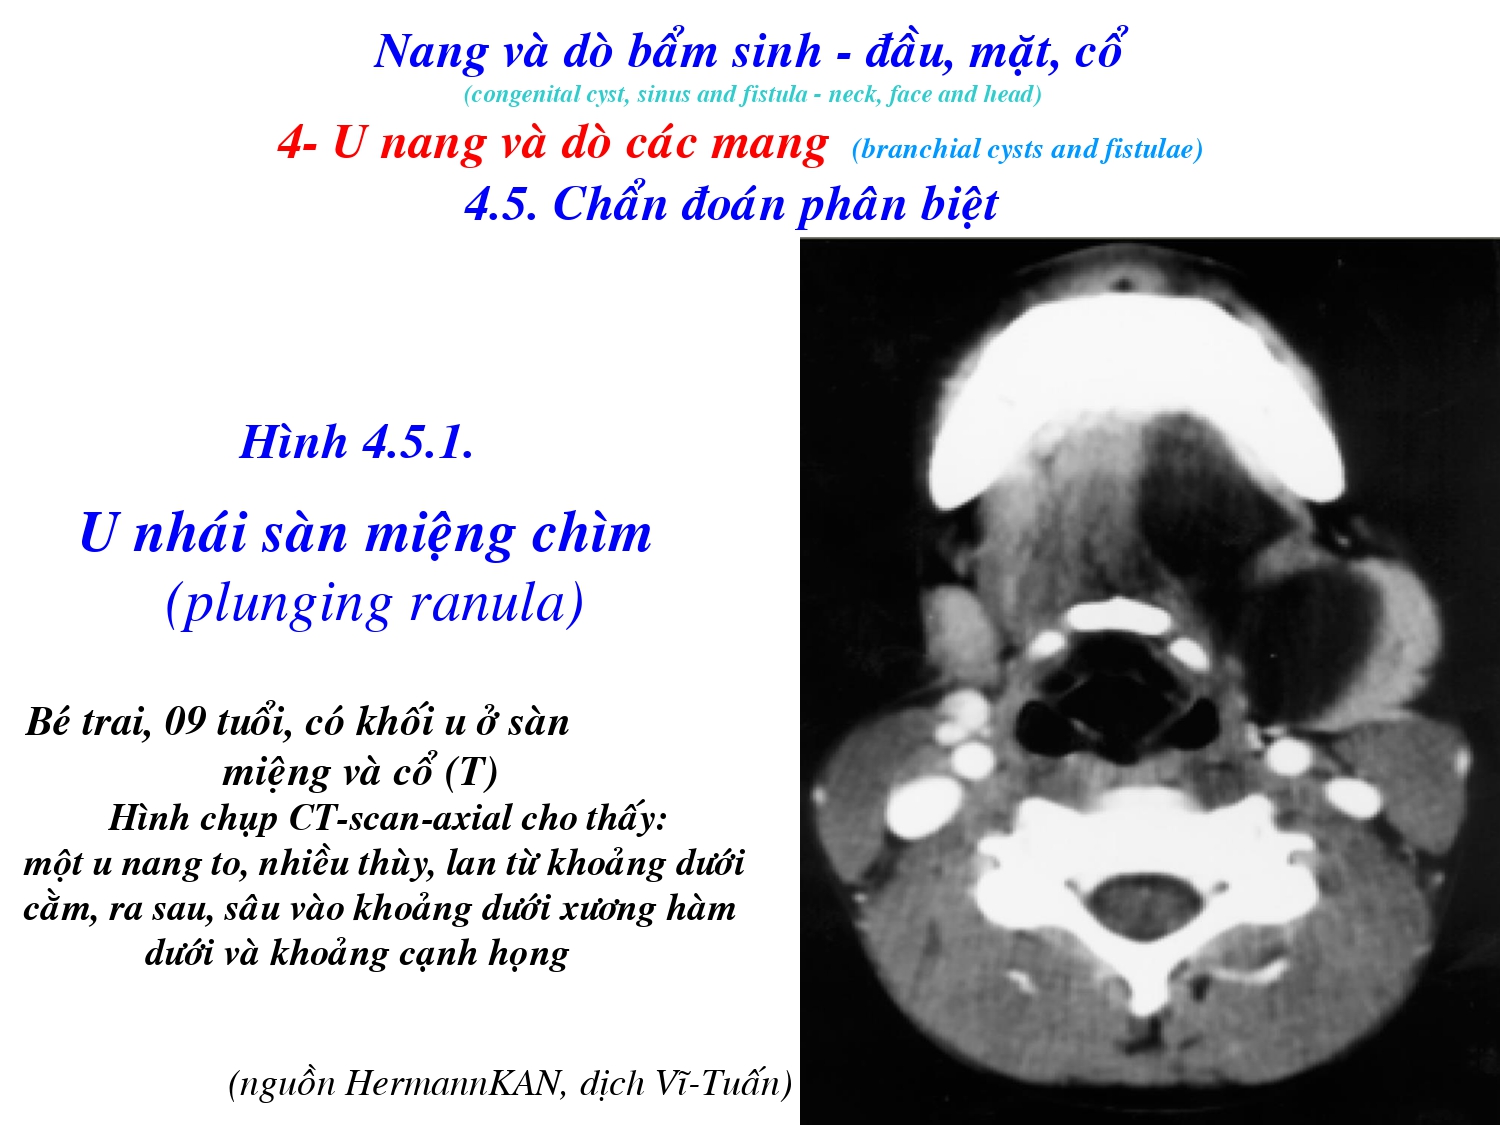 Nang và dò bẩm sinh - đầu, mặt, cổ
(congenital cyst, sinus and fistula - neck, face and head)
4- U nang và dò các mang (branchial cysts and fistulae)
4.5. Chẩn đoán phân biệt
Hình 4.5.1.
U nhái sàn miệng chìm
(plunging ranula)
Bé trai, 09 tuổi, có khối u ở sàn
miệng và cổ (T)
Hình chụp CT-scan-axial cho thấy:
một u nang to, nhiều thùy, lan từ khoảng dưới
cằm, ra sau, sâu vào khoảng dưới xương hàm
dưới và khoảng cạnh họng
(nguồn HermannKAN, dịch Vĩ-Tuấn)